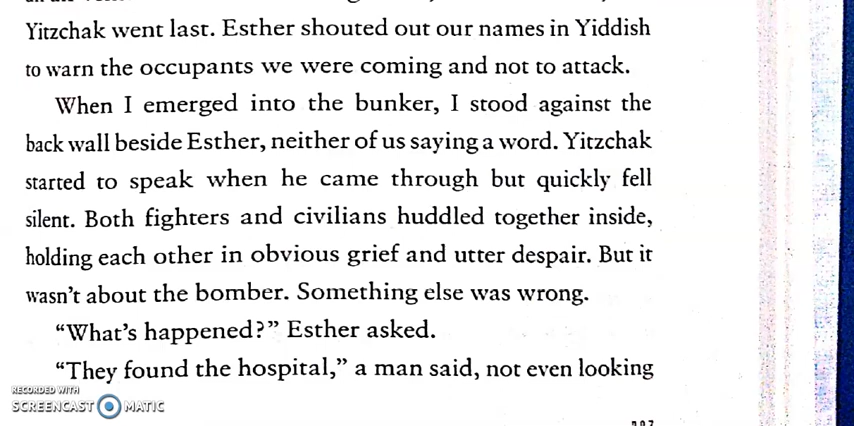 Yitzchak went last. Esther shouted out our names in Yiddish
to warn the occupants we were coming and not to attack.
When I emerged into the bunker, I stood against the
back wall beside Esther, neither of us saying a word. Yitzchak
started to speak when he came through but quickly fell
silent. Both fighters and civilians huddled together inside,
holding each other in obvious grief and utter despair. But it
wasn’t about the bomber. Something else was wrong.
“What’s happened?” Esther asked.
“They found the hospital,” a man said, not even looking
RECORDED WITH
SCREENCAST MATIC